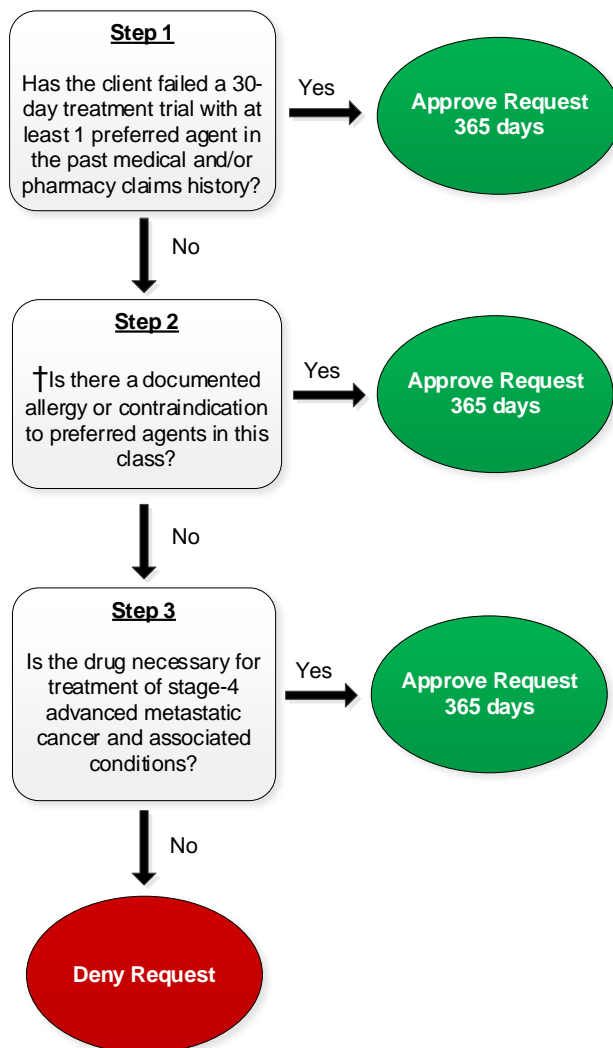 Step 1
Has the client failed a 30-
day treatment trial with at
least 1 preferred agent in
the past medical and/or
pharmacy claims history?
Yes
Approve Request
365 days
No
Step 2
†Is there a documented
allergy or contraindication
to preferred agents in this
class?
Yes
Approve Request
365 days
No
Step 3
Is the drug necessary for
treatment of stage-4
advanced metastatic
cancer and associated
conditions?
Yes
Approve Request
365 days
No
Deny Request